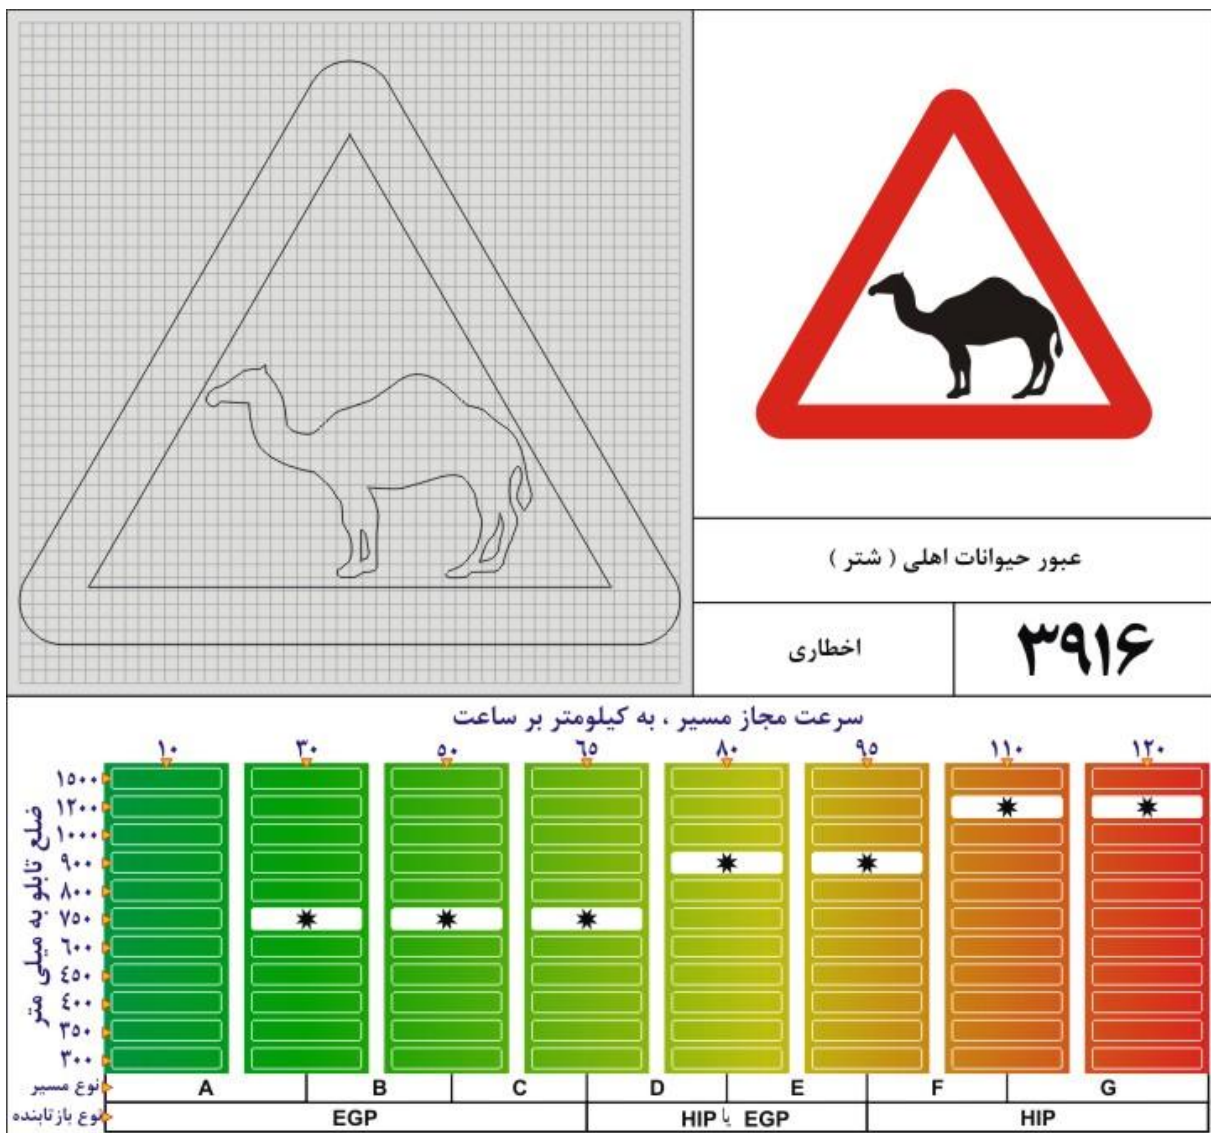 عبور حیوانات اهلی ( شتر )
اخطاری
۳۹۱۶
سرعت مجاز مسیر ، به کیلومتر بر ساعت
۱۰ ۳۰ ۵۰ ۶۵ ۸۰ ۹۵ ۱۱۰ ۱۲۰
ضلع تابلو به میلی متر
۱۵۰۰
۱۲۰۰
۱۰۰۰
۹۰۰
۸۰۰
۷۵۰
۶۰۰
٤۵۰
٤۰۰
۳۵۰
۳۰۰
نوع مسیر
A B C D E F G
نوع بازتابنده
EGP
HIP یا EGP
HIP